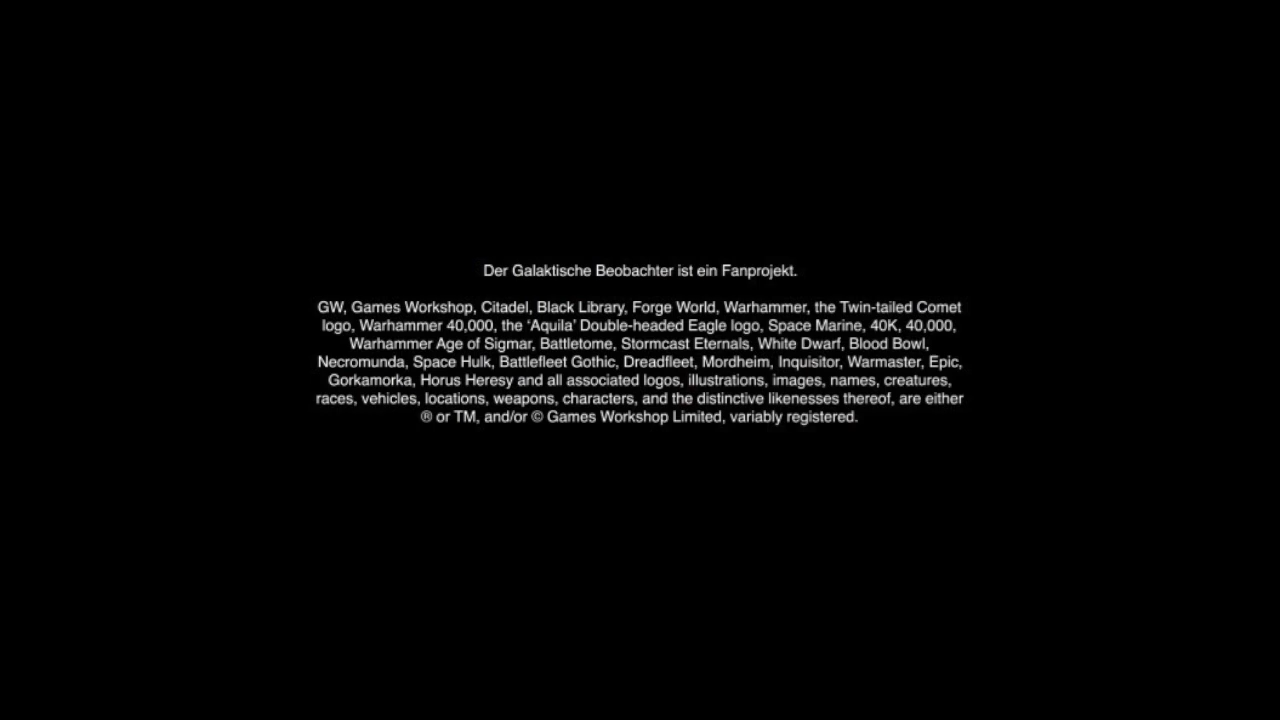 Der Galaktische Beobachter ist ein Fanprojekt.
GW, Games Workshop, Citadel, Black Library, Forge World, Warhammer, the Twin-tailed Comet
logo, Warhammer 40,000, the ‘Aquila’ Double-headed Eagle logo, Space Marine, 40K, 40,000,
Warhammer Age of Sigmar, Battletome, Stormcast Eternals, White Dwarf, Blood Bowl,
Necromunda, Space Hulk, Battlefleet Gothic, Dreadfleet, Mordheim, Inquisitor, Warmaster, Epic,
Gorkamorka, Horus Heresy and all associated logos, illustrations, images, names, creatures,
races, vehicles, locations, weapons, characters, and the distinctive likenesses thereof, are either
® or TM, and/or © Games Workshop Limited, variably registered.